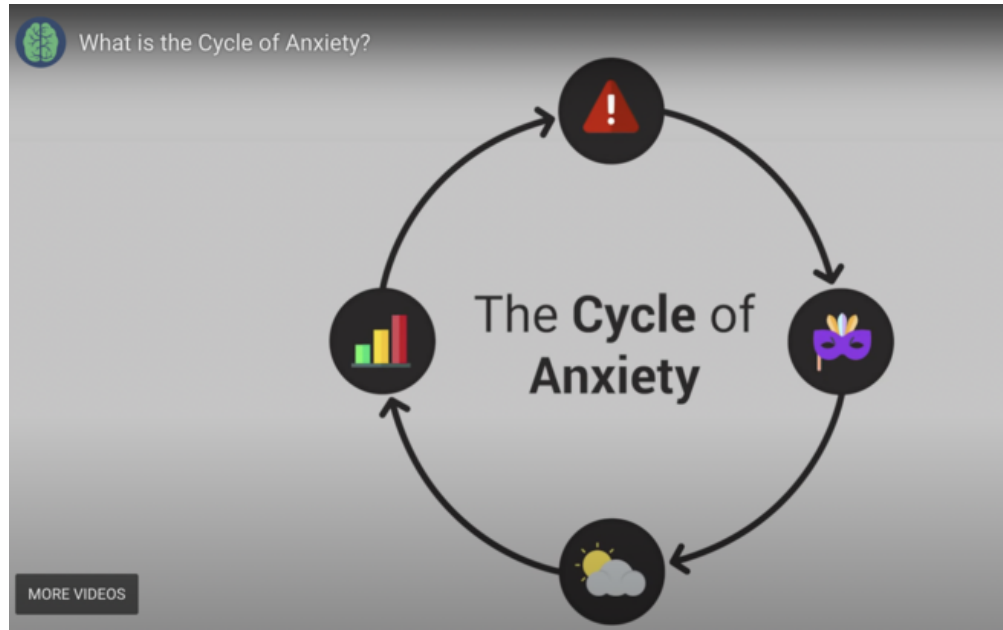 What is the Cycle of Anxiety?
The Cycle of
Anxiety
MORE VIDEOS